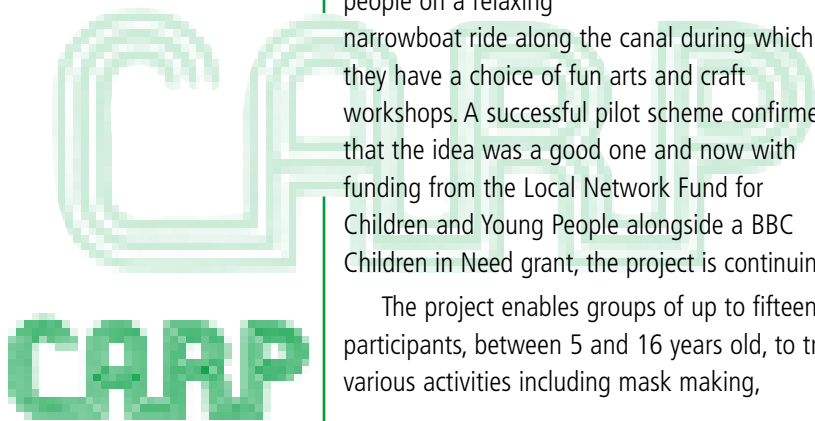 CARP
people on a relaxing
narrowboat ride along the canal during which
they have a choice of fun arts and craft
workshops. A successful pilot scheme confirme
that the idea was a good one and now with
funding from the Local Network Fund for
Children and Young People alongside a BBC
Children in Need grant, the project is continuin
The project enables groups of up to fifteen
participants, between 5 and 16 years old, to tr
various activities including mask making,
CARP